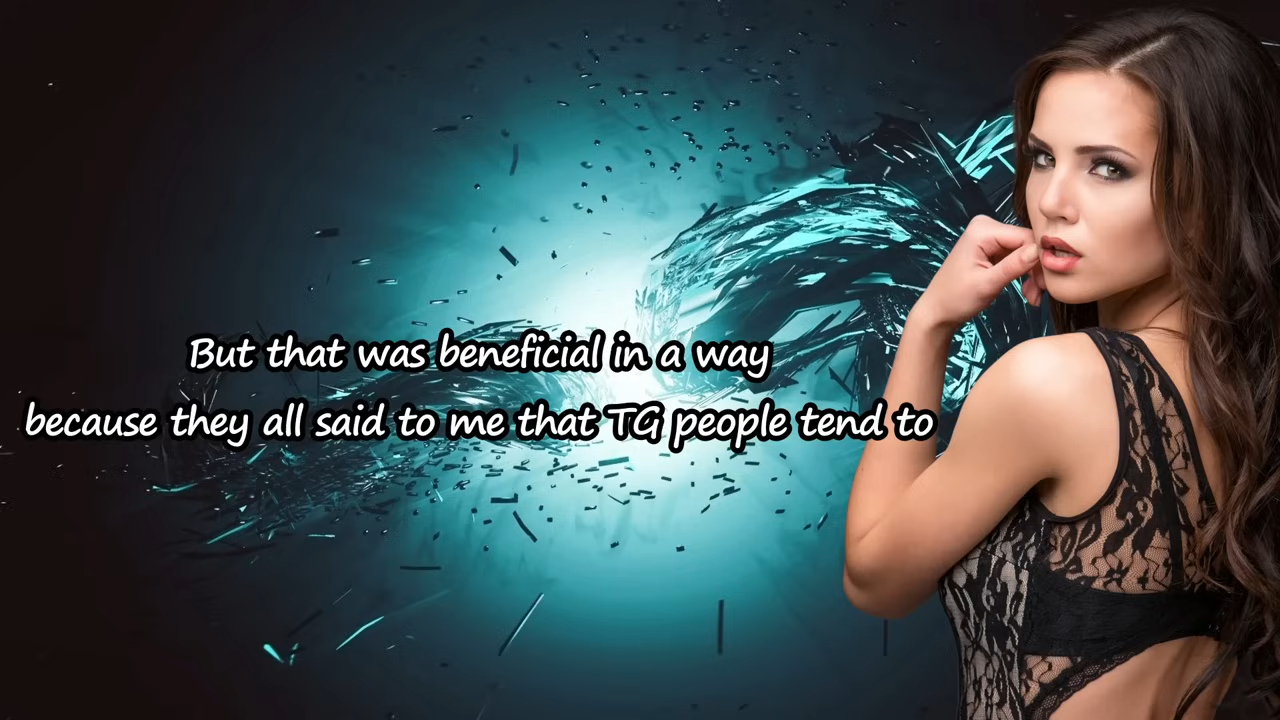 But that was beneficial in a way
because they all said to me that TG people tend to